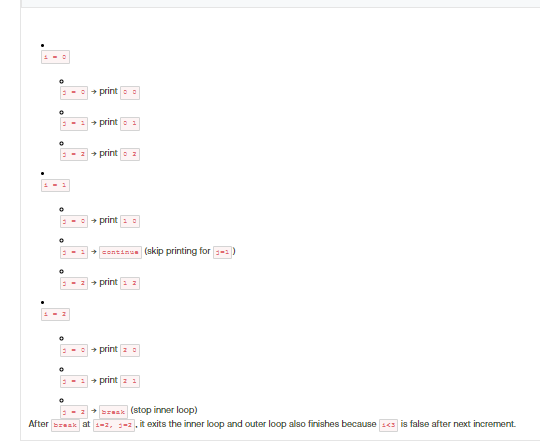 i = 0
j = 0 → print 0 0
j = 1 → print 0 1
j = 2 → print 0 2
i = 1
j = 0 → print 1 0
j = 1 → continue (skip printing for j=1)
j = 2 → print 1 2
i = 2
j = 0 → print 2 0
j = 1 → print 2 1
j = 2 → break (stop inner loop)
After break at i=2, j=2, it exits the inner loop and outer loop also finishes because i<3 is false after next increment.